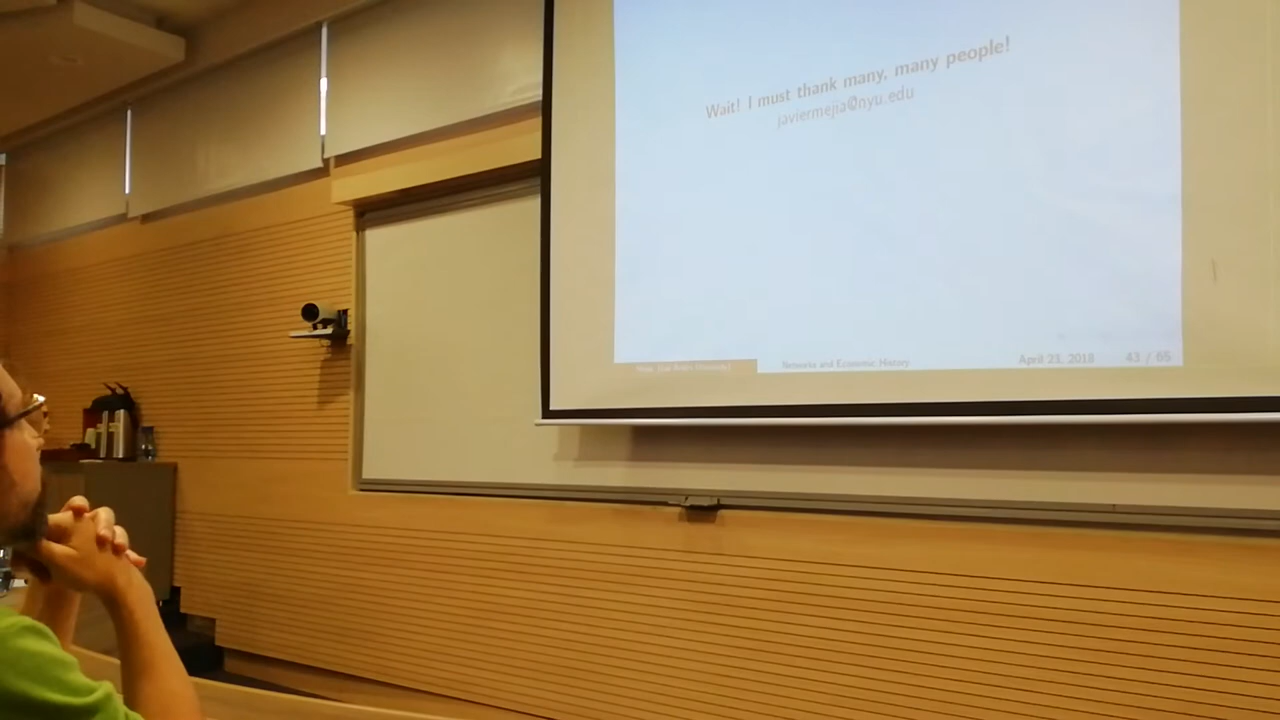 Wait! I must thank many, many people!
javiermejia@nyu.edu
Networks and Economic History
April 23, 2018
43 / 65